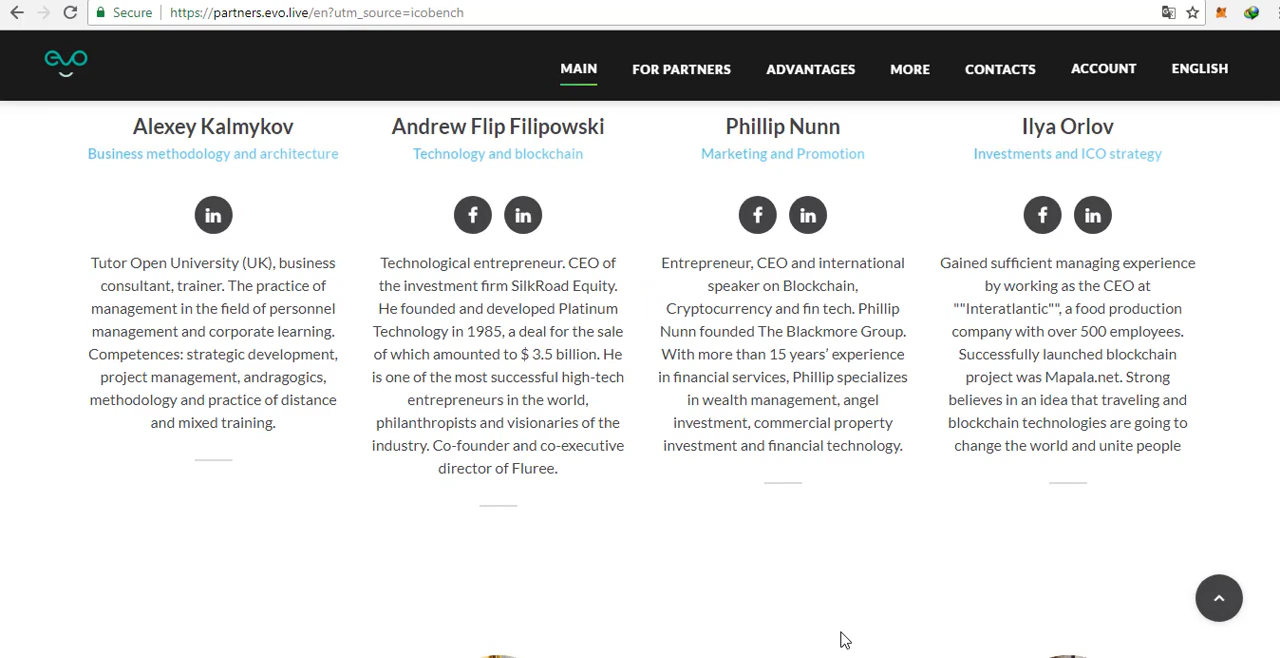 Secure https://partners.evo.live/en?utm_source=icobench
evo MAIN FOR PARTNERS ADVANTAGES MORE CONTACTS ACCOUNT ENGLISH
Alexey Kalmykov
Business methodology and architecture
in
Tutor Open University (UK), business
consultant, trainer. The practice of
management in the field of personnel
management and corporate learning.
Competences: strategic development,
project management, andragogics,
methodology and practice of distance
and mixed training.
Andrew Flip Filipowski
Technology and blockchain
f in
Technological entrepreneur. CEO of
the investment firm SilkRoad Equity.
He founded and developed Platinum
Technology in 1985, a deal for the sale
of which amounted to $ 3.5 billion. He
is one of the most successful high-tech
entrepreneurs in the world,
philanthropists and visionaries of the
industry. Co-founder and co-executive
director of Fluree.
Phillip Nunn
Marketing and Promotion
f in
Entrepreneur, CEO and international
speaker on Blockchain,
Cryptocurrency and fin tech. Phillip
Nunn founded The Blackmore Group.
With more than 15 years’ experience
in financial services, Phillip specializes
in wealth management, angel
investment, commercial property
investment and financial technology.
Ilya Orlov
Investments and ICO strategy
f in
Gained sufficient managing experience
by working as the CEO at
""Interatlantic"", a food production
company with over 500 employees.
Successfully launched blockchain
project was Mapala.net. Strong
believes in an idea that traveling and
blockchain technologies are going to
change the world and unite people